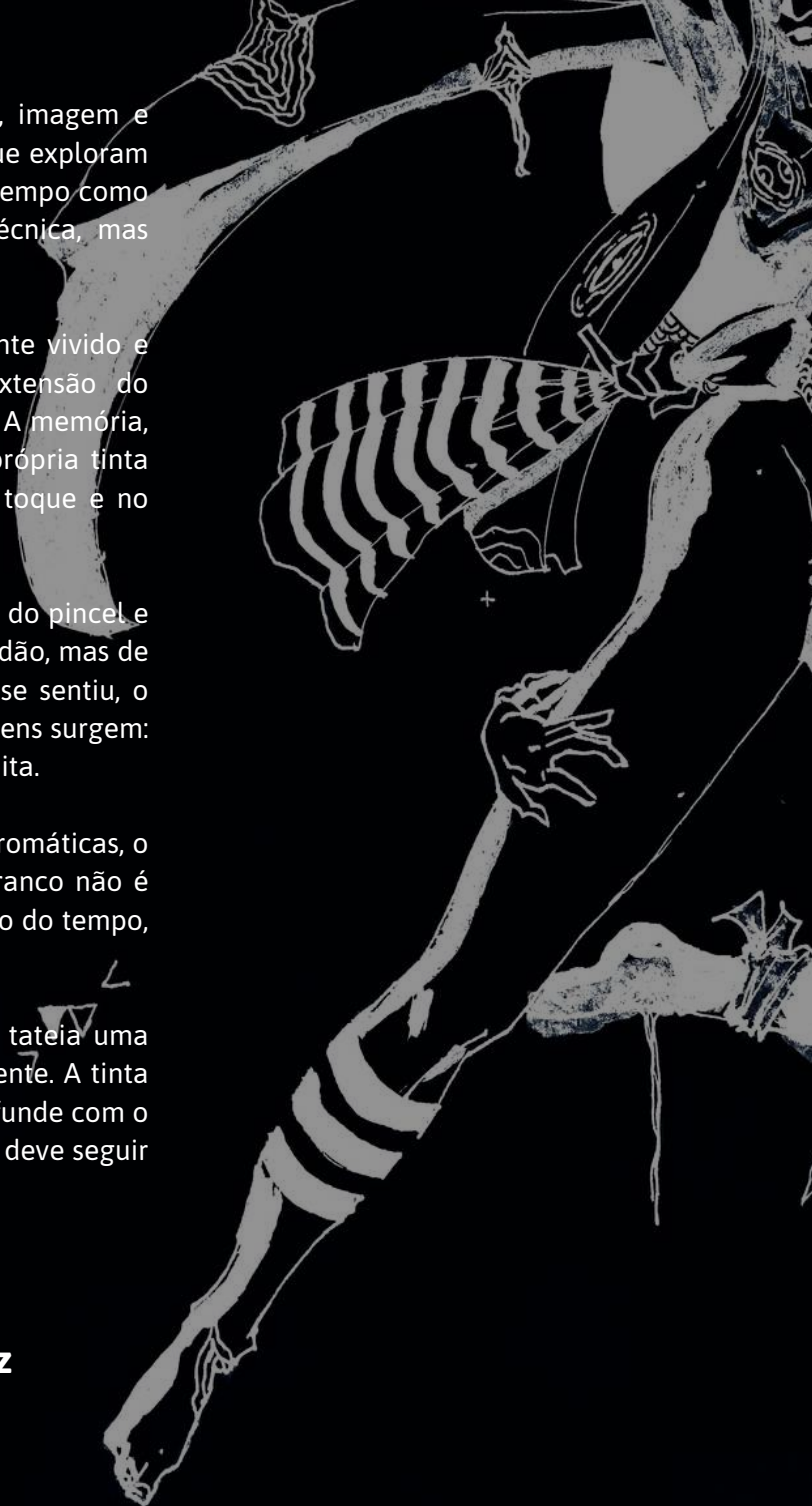 , imagem e
ue exploram
empo como
écnica, mas
nte vivido e
xtensão do
A memória,
rópria tinta
toque e no
do pincel e
dão, mas de
se sentiu, o
ens surgem:
ita.
romáticas, o
ranco não é
o do tempo,
tateia uma
ente. A tinta
funde com o
deve seguir
z